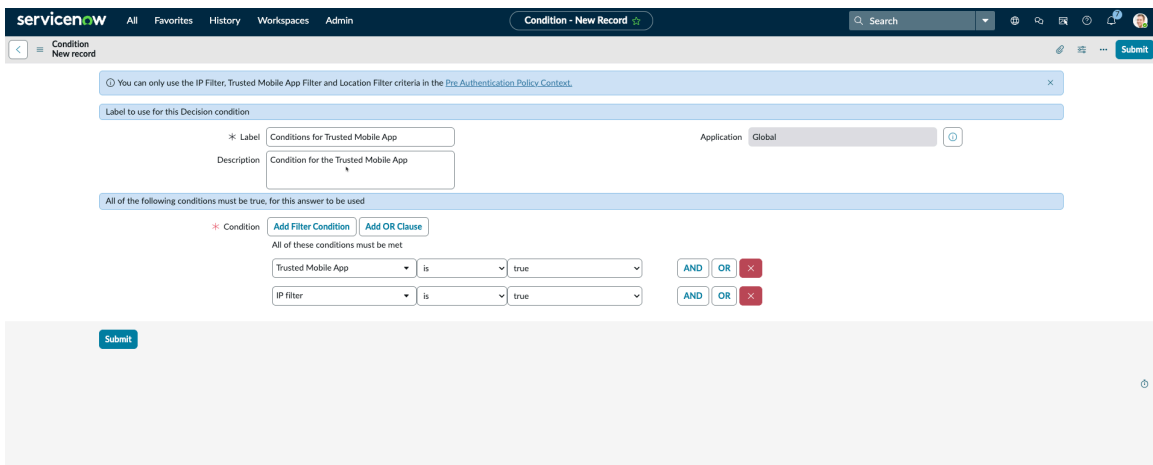 servicenow All Favorites History Workspaces Admin Condition - New Record Search 7
Condition
New record
Submit
You can only use the IP Filter, Trusted Mobile App Filter and Location Filter criteria in the Pre Authentication Policy Context.
Label to use for this Decision condition
Label Conditions for Trusted Mobile App Application Global
Description Condition for the Trusted Mobile App
All of the following conditions must be true, for this answer to be used
Condition Add Filter Condition Add OR Clause
All of these conditions must be met
Trusted Mobile App is true AND OR
IP filter is true AND OR
Submit